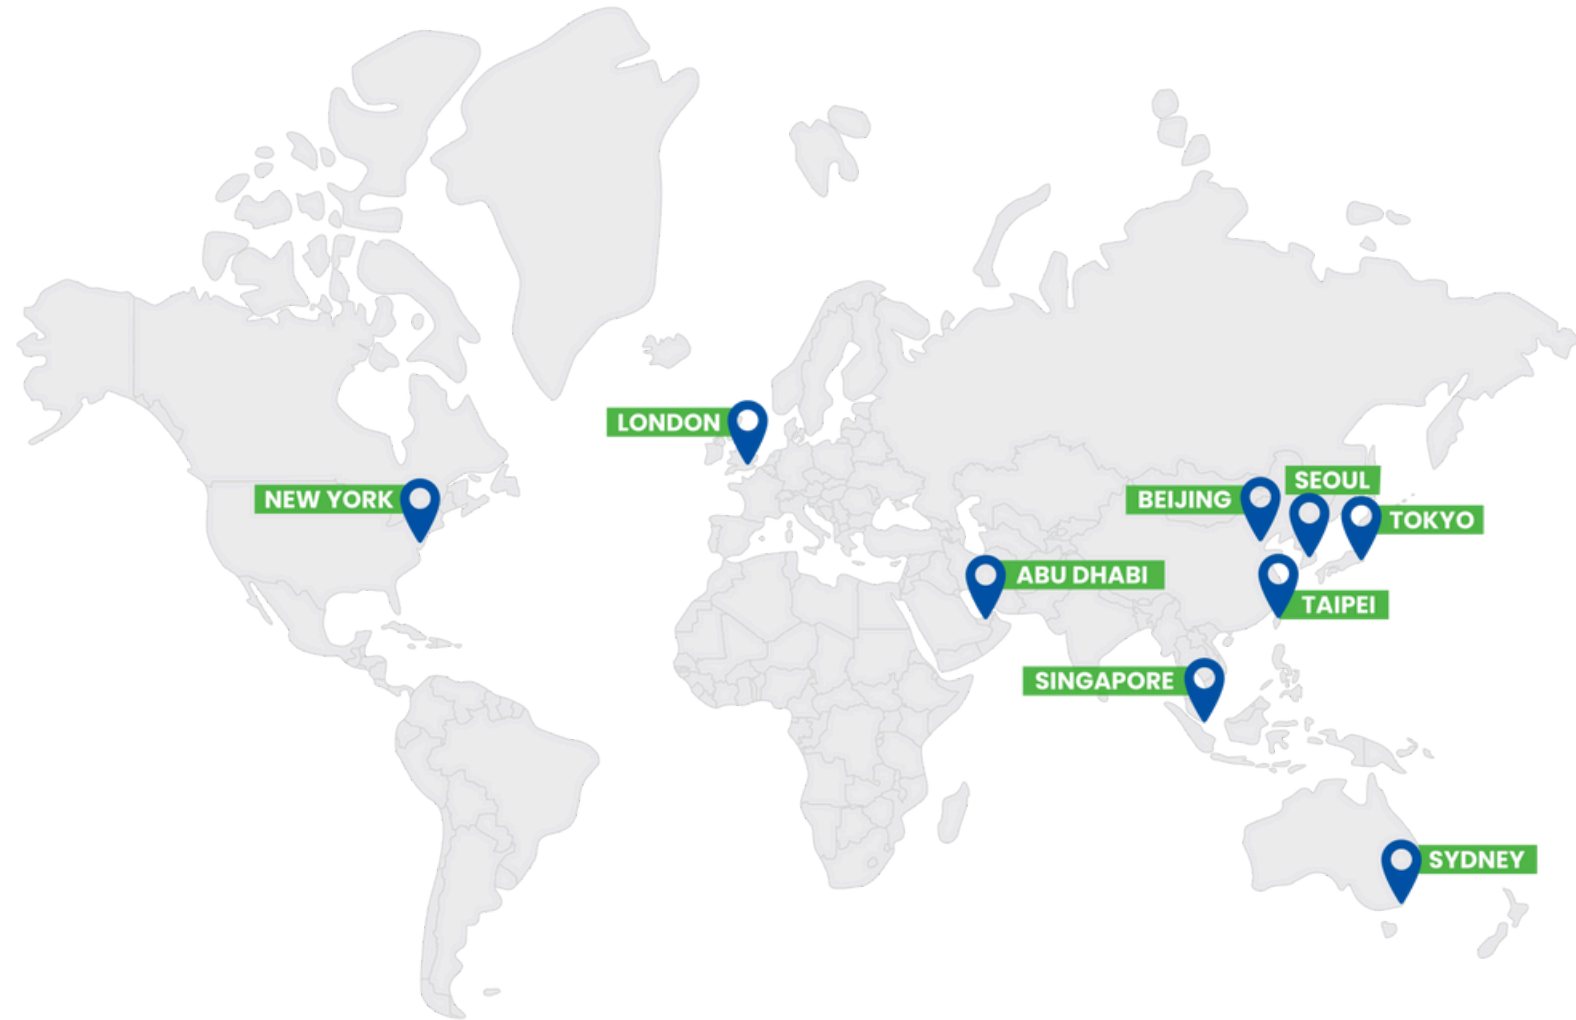 LONDON
SEOUL
NEW YORK
BEIJING
TOKYO
ABU DHABI
TAIPEI
SINGAPORE
SYDNEY